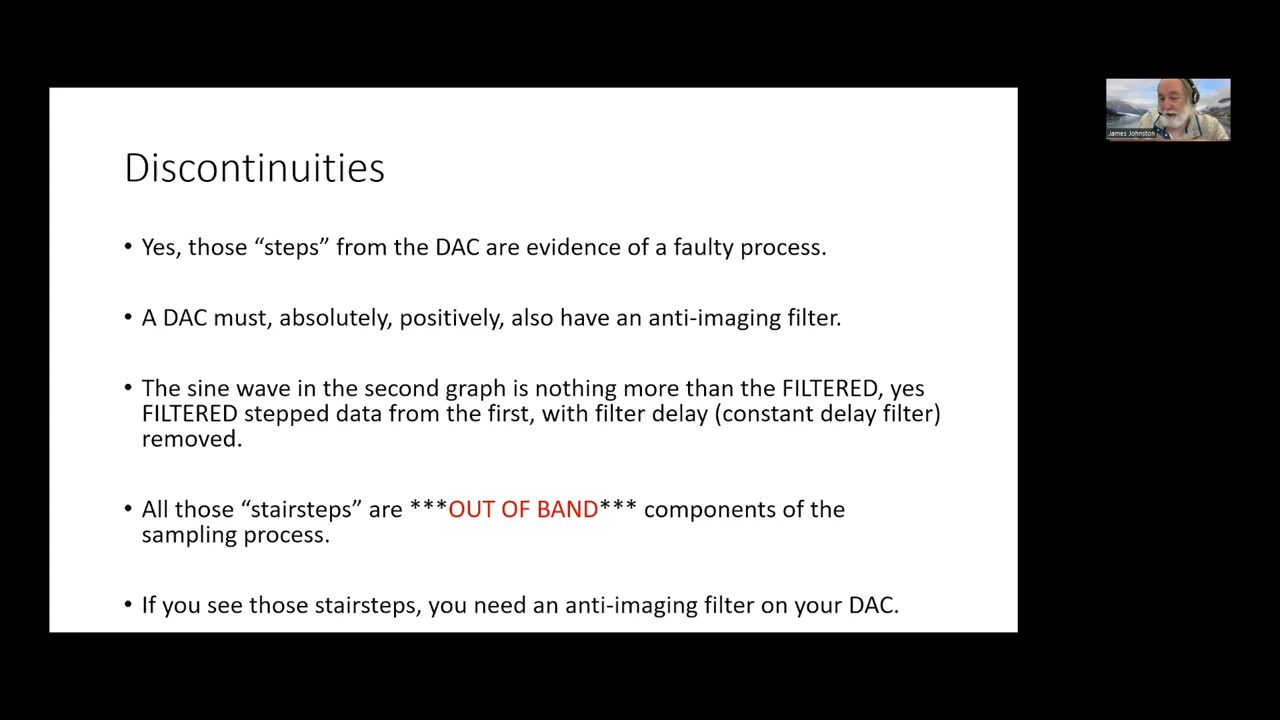 Discontinuities
• Yes, those “steps” from the DAC are evidence of a faulty process.
• A DAC must, absolutely, positively, also have an anti-imaging filter.
• The sine wave in the second graph is nothing more than the FILTERED, yes
FILTERED stepped data from the first, with filter delay (constant delay filter)
removed.
• All those “stairsteps” are ***OUT OF BAND*** components of the
sampling process.
• If you see those stairsteps, you need an anti-imaging filter on your DAC.
James Johnston